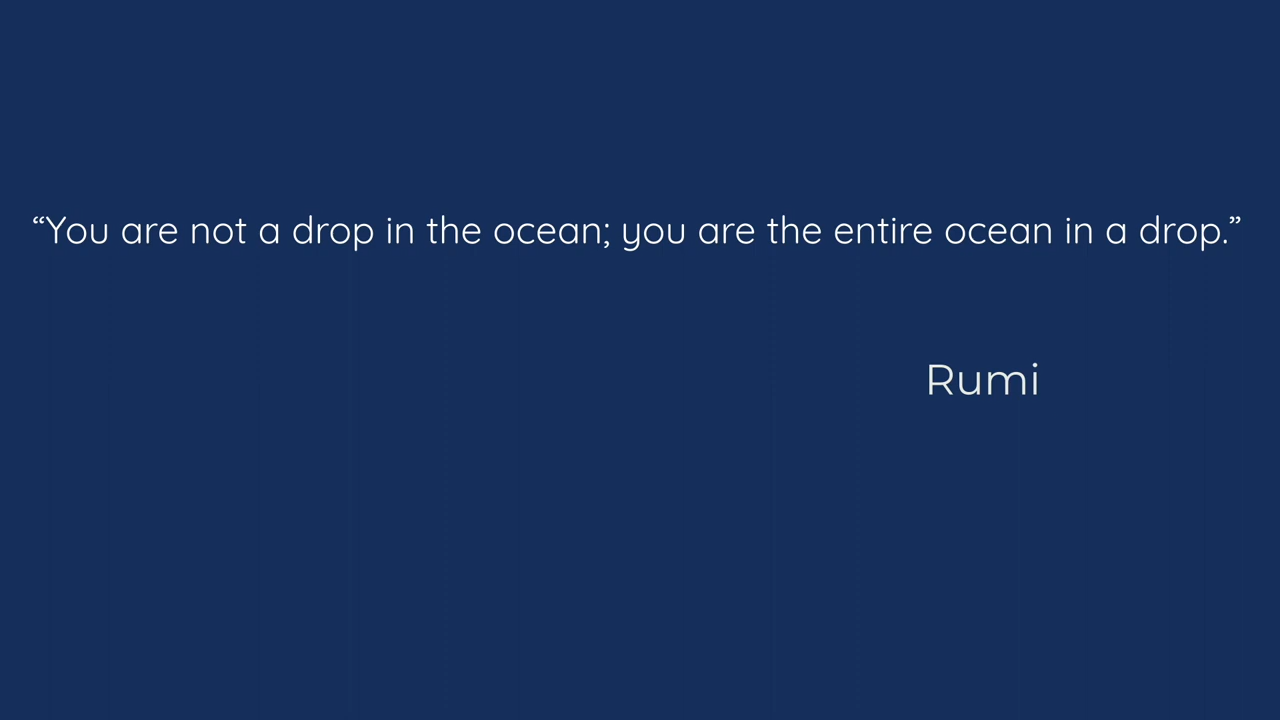 “You are not a drop in the ocean; you are the entire ocean in a drop.”
Rumi